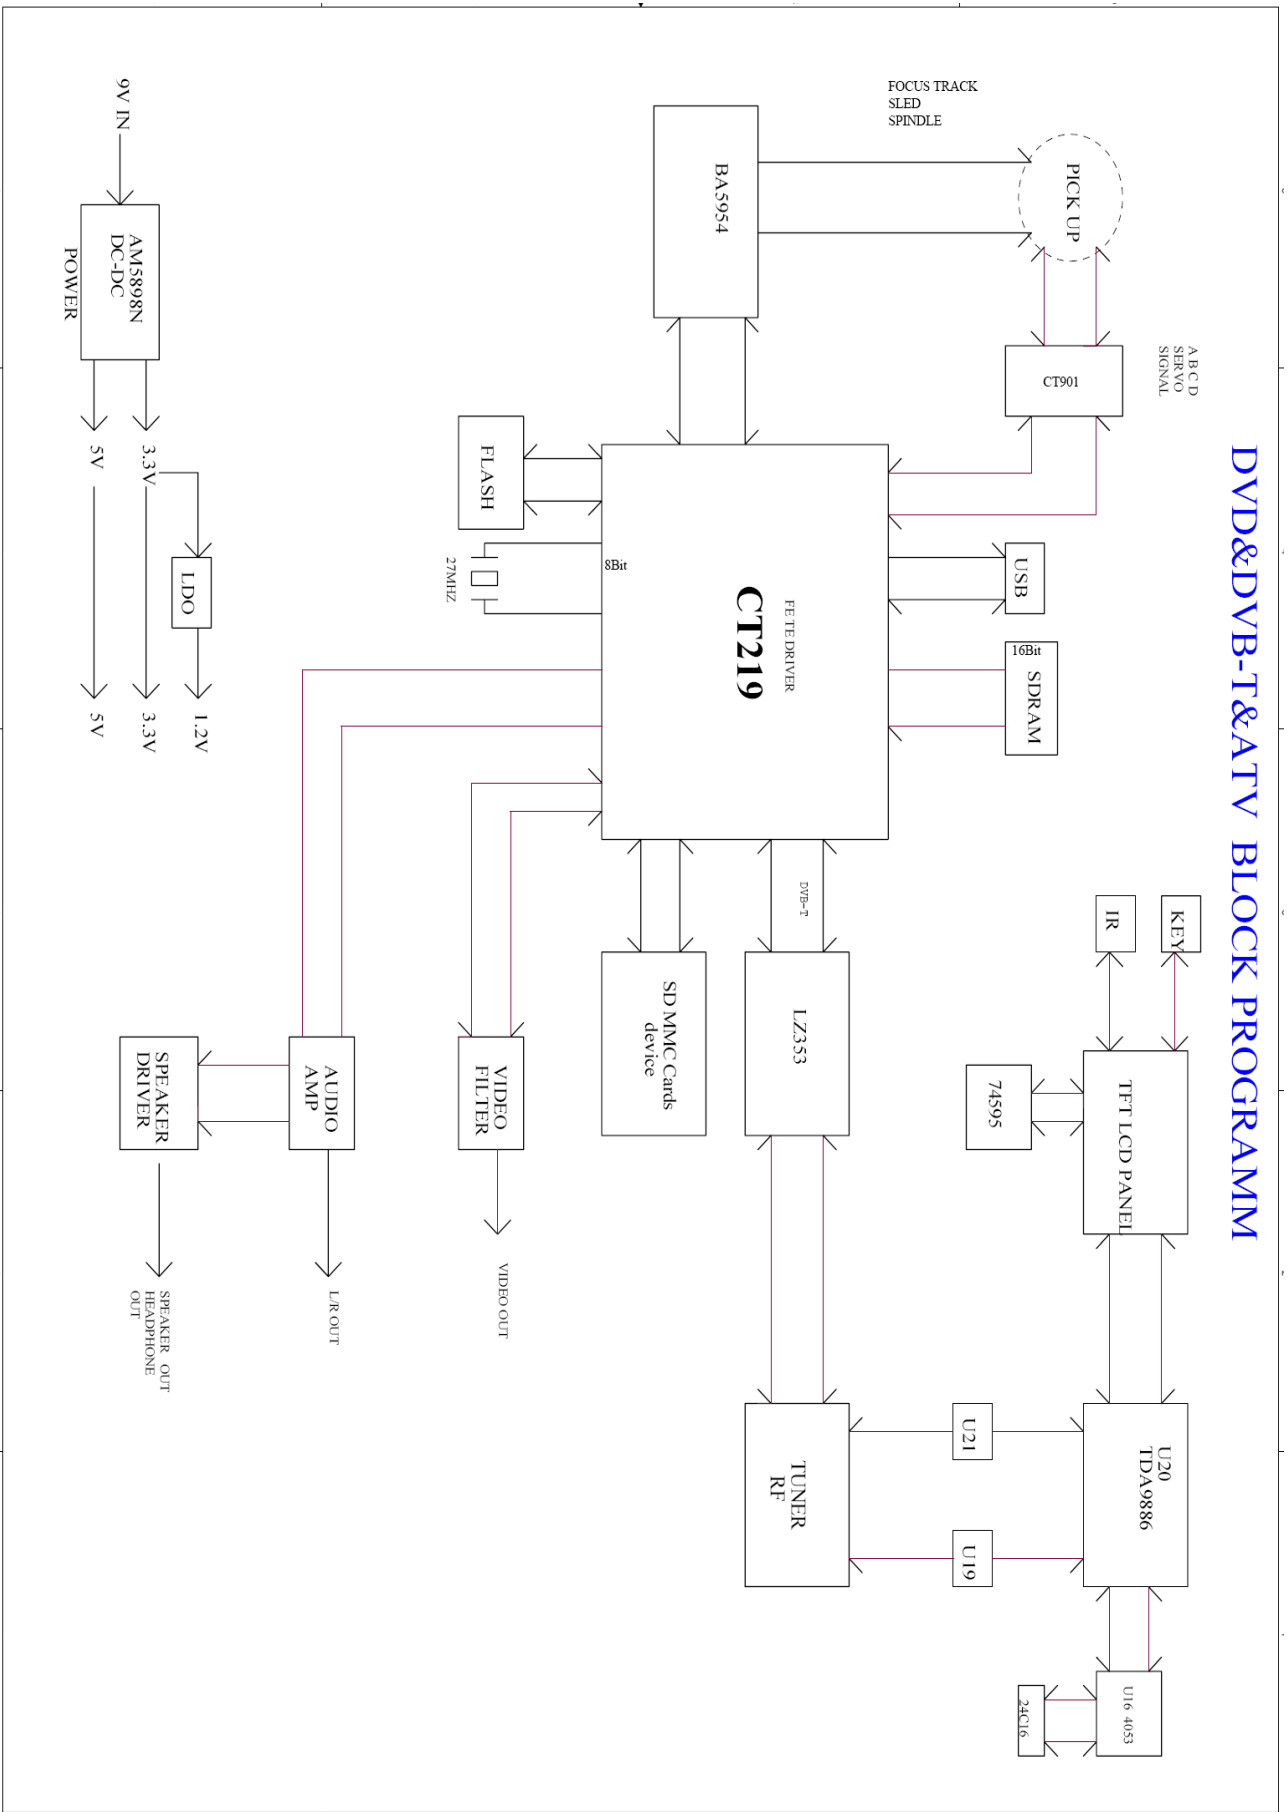 DVD&DVB-T&ATV BLOCK PROGRAMM
FOCUS TRACK
SLED
SPINDLE
PICK UP
BA5954
A B C D
SERVO
SIGNAL
CT901
9V IN
AM5898N
DC-DC
POWER
5V
3.3V
LDO
5V
3.3V
1.2V
FLASH
27MHZ
8Bit
FE TE DRIVER
CT219
USB
16Bit
SDRAM
DVB-T
IR
KEY
TFT LCD PANEL
74595
LZ353
SD MMC Cards
device
VIDEO
FILTER
VIDEO OUT
AUDIO
AMP
L/R OUT
SPEAKER
DRIVER
SPEAKER OUT
HEADPHONE
OUT
TUNER
RF
U21
U19
U20
TDA9886
U16 4053
24C16